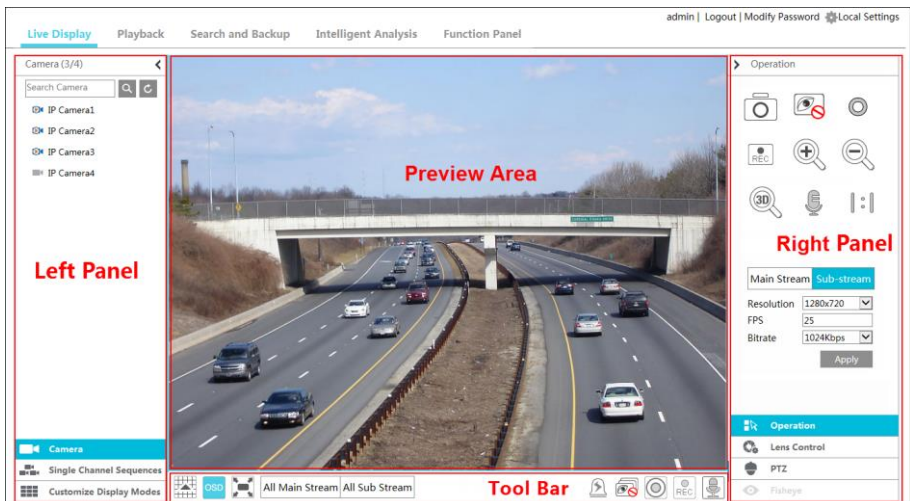 admin | Logout | Modify Password Local Settings
Live Display Playback Search and Backup Intelligent Analysis Function Panel
Camera (3/4)
Search Camera
IP Camera1
IP Camera2
IP Camera3
IP Camera4
Left Panel
Camera
Single Channel Sequences
Customize Display Modes
Preview Area
OSD
All Main Stream All Sub Stream
Tool Bar
REC
Operation
REC
3D
1:1
Right Panel
Main Stream Sub-stream
Resolution 1280x720
FPS 25
Bitrate 1024Kbps
Apply
Operation
Lens Control
PTZ
Fisheye